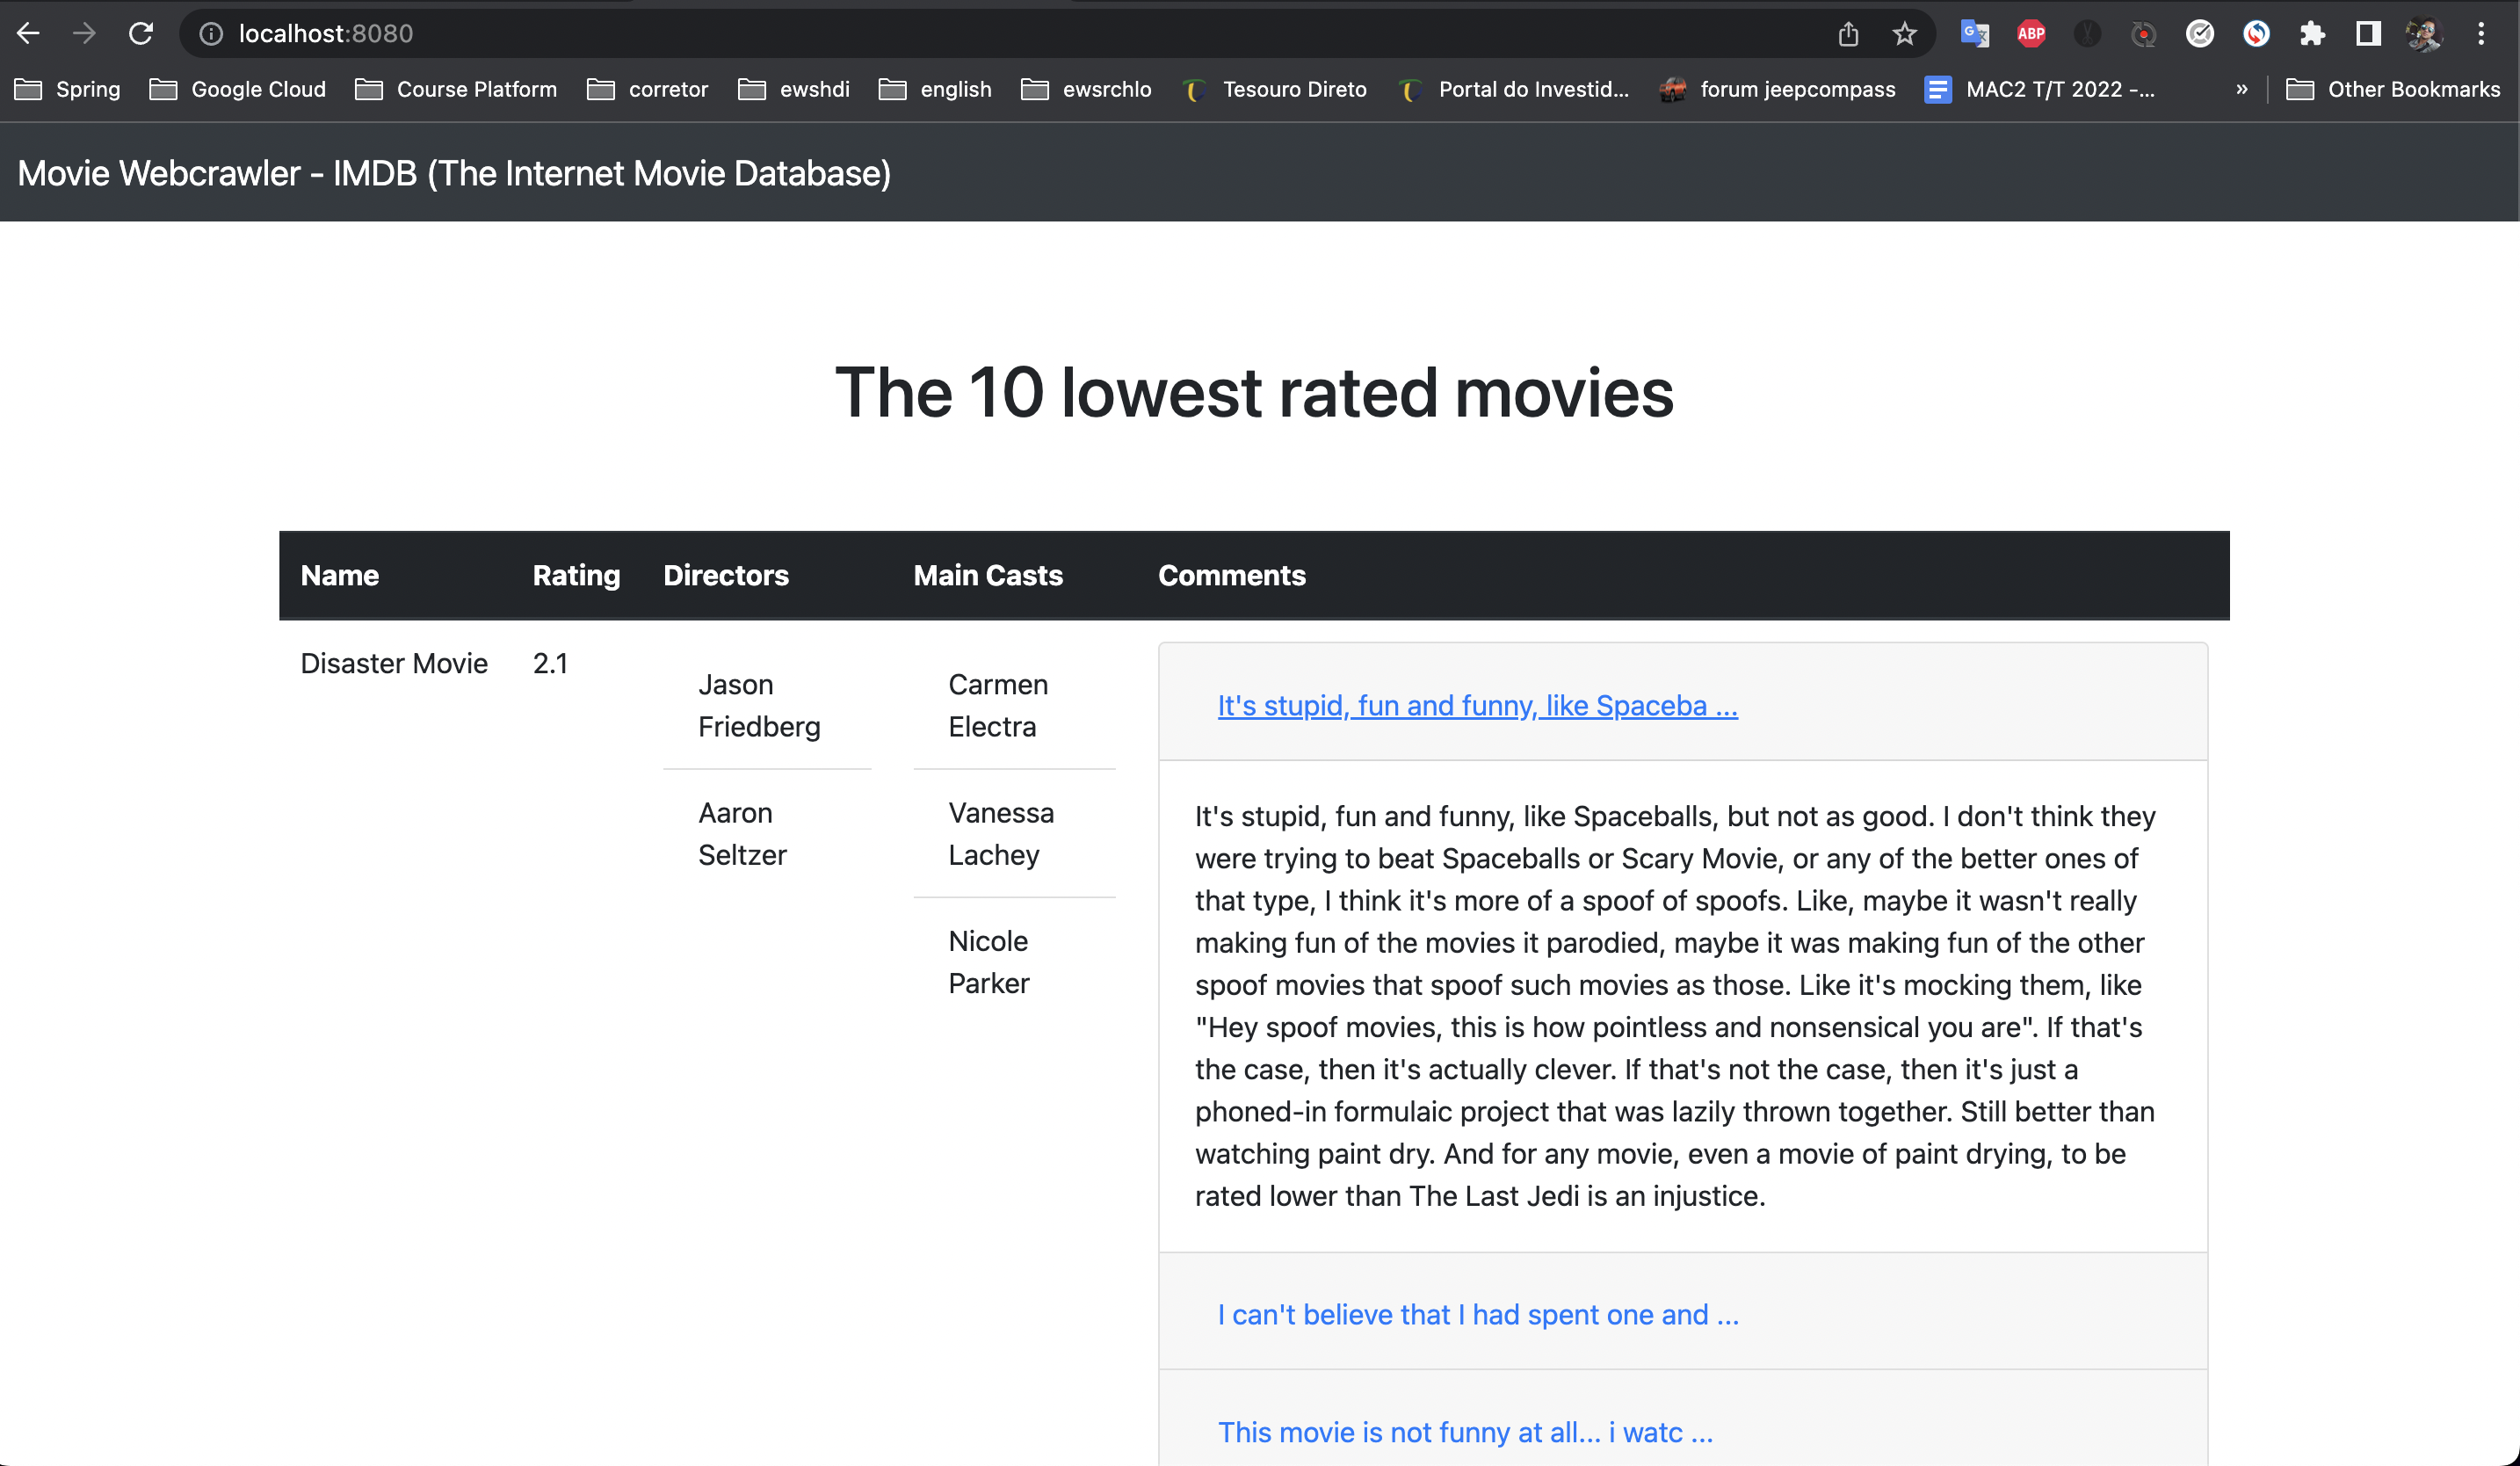 localhost:8080
ABP
Spring Google Cloud Course Platform corretor ewshdi english ewsrchlo Tesouro Direto Portal do Investid... forum jeepcompass MAC2 T/T 2022 -... » Other Bookmarks
Movie Webcrawler - IMDB (The Internet Movie Database)
The 10 lowest rated movies
Name Rating Directors Main Casts Comments
Disaster Movie 2.1
Jason
Friedberg
Aaron
Seltzer
Carmen
Electra
Vanessa
Lachey
Nicole
Parker
It's stupid, fun and funny, like Spaceba ...
It's stupid, fun and funny, like Spaceballs, but not as good. I don't think they
were trying to beat Spaceballs or Scary Movie, or any of the better ones of
that type, I think it's more of a spoof of spoofs. Like, maybe it wasn't really
making fun of the movies it parodied, maybe it was making fun of the other
spoof movies that spoof such movies as those. Like it's mocking them, like
"Hey spoof movies, this is how pointless and nonsensical you are". If that's
the case, then it's actually clever. If that's not the case, then it's just a
phoned-in formulaic project that was lazily thrown together. Still better than
watching paint dry. And for any movie, even a movie of paint drying, to be
rated lower than The Last Jedi is an injustice.
I can't believe that I had spent one and ...
This movie is not funny at all... i watc ...